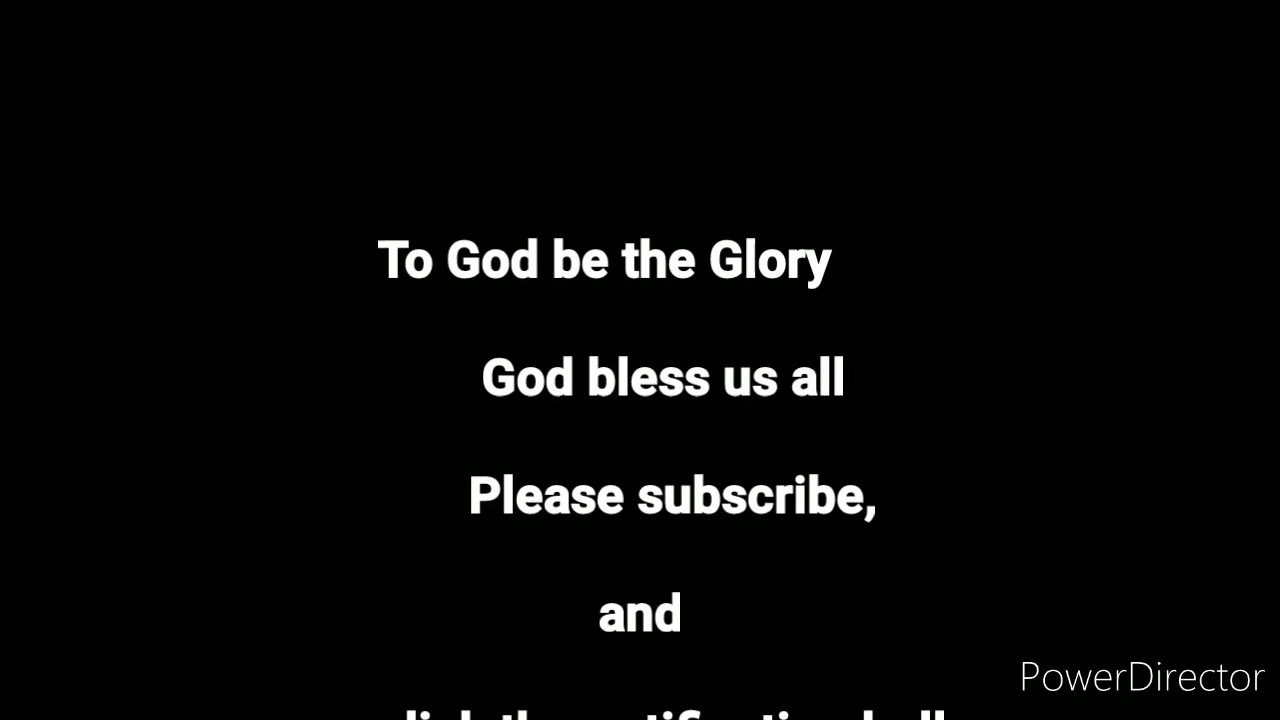 To God be the Glory
God bless us all
Please subscribe,
and
PowerDirector